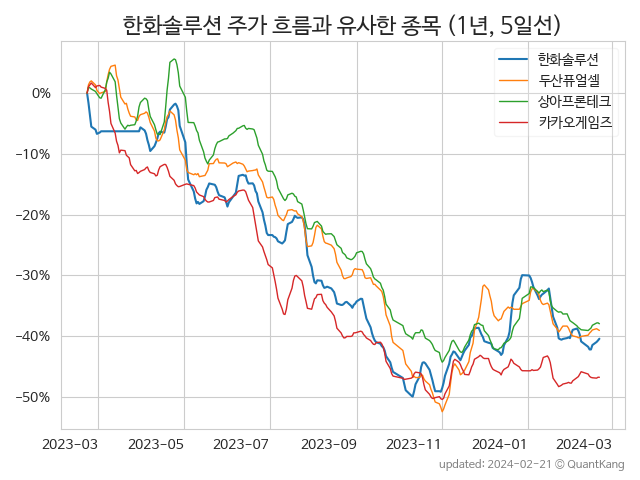 한화솔루션 주가 흐름과 유사한 종목 (1년, 5일선)
한화솔루션
두산퓨얼셀
상아프론테크
카카오게임즈
0%
−10%
−20%
−30%
−40%
−50%
2023-03
2023-05
2023-07
2023-09
2023-11
2024-01
2024-03
updated: 2024-02-21 © QuantKang